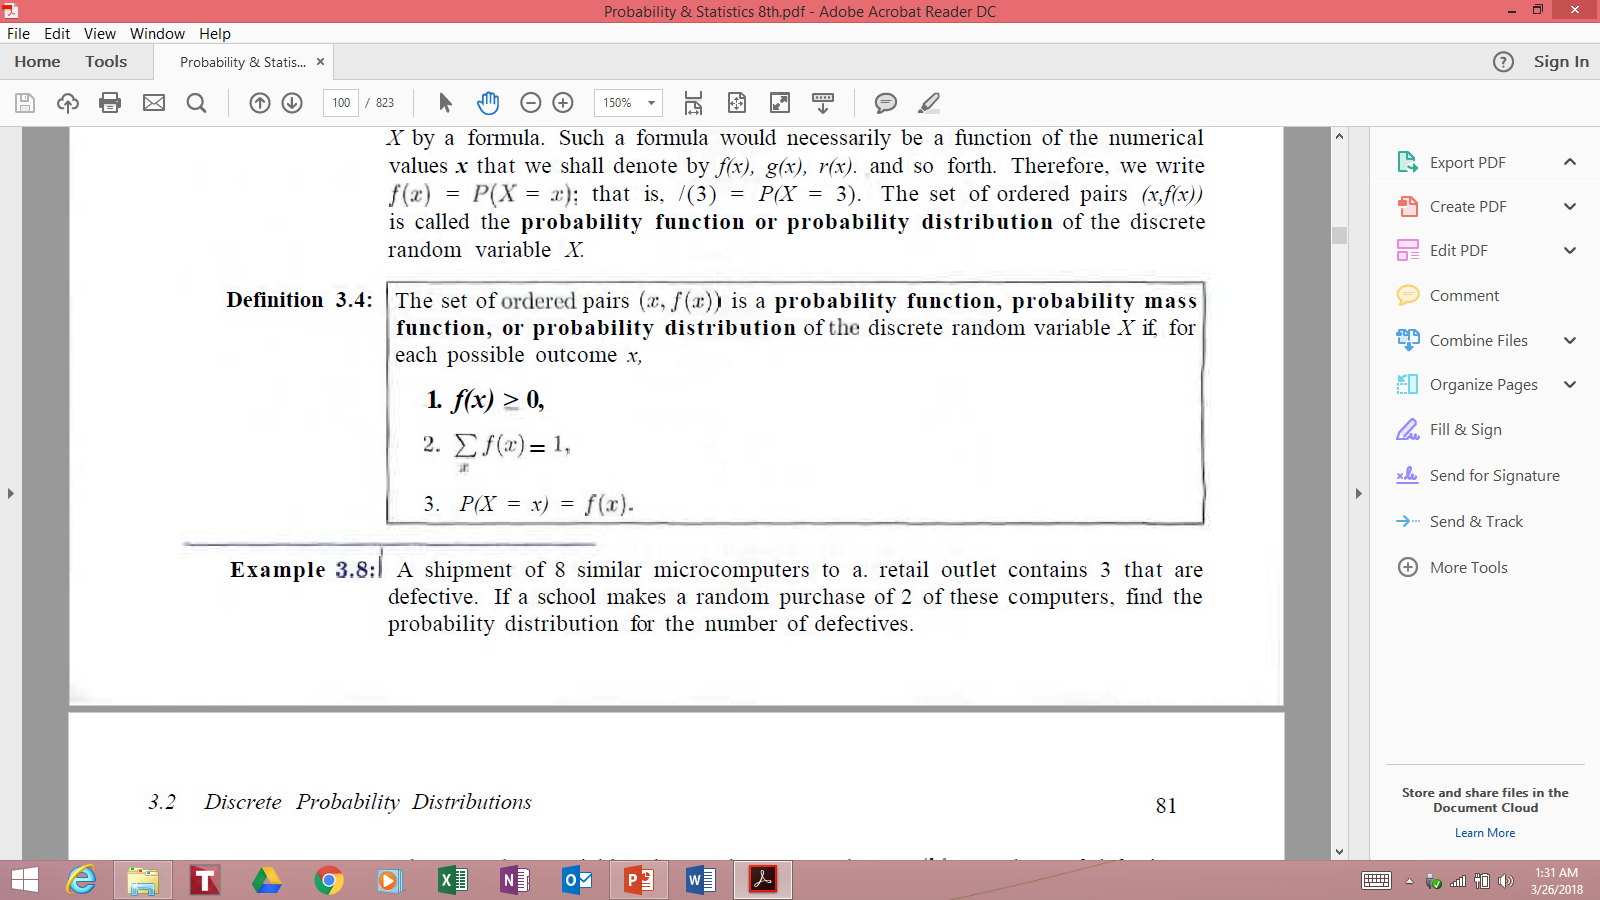 Probability & Statistics 8th.pdf - Adobe Acrobat Reader DC
File Edit View Window Help
Home Tools Probability & Statis... × ? Sign In
100 / 823 150%
X by a formula. Such a formula would necessarily be a function of the numerical
values x that we shall denote by f(x), g(x), r(x). and so forth. Therefore, we write
f(x) = P(X = x); that is, /(3) = P(X = 3). The set of ordered pairs (x,f(x))
is called the probability function or probability distribution of the discrete
random variable X.
Definition 3.4: The set of ordered pairs (x, f(x)) is a probability function, probability mass
function, or probability distribution of the discrete random variable X if, for
each possible outcome x,
1. f(x) ≥ 0,
2. ∑ f(x) = 1,
x
3. P(X = x) = f(x).
Example 3.8: A shipment of 8 similar microcomputers to a. retail outlet contains 3 that are
defective. If a school makes a random purchase of 2 of these computers, find the
probability distribution for the number of defectives.
3.2 Discrete Probability Distributions 81
Export PDF
Create PDF
Edit PDF
Comment
Combine Files
Organize Pages
Fill & Sign
Send for Signature
Send & Track
More Tools
Store and share files in the
Document Cloud
Learn More
1:31 AM
3/26/2018